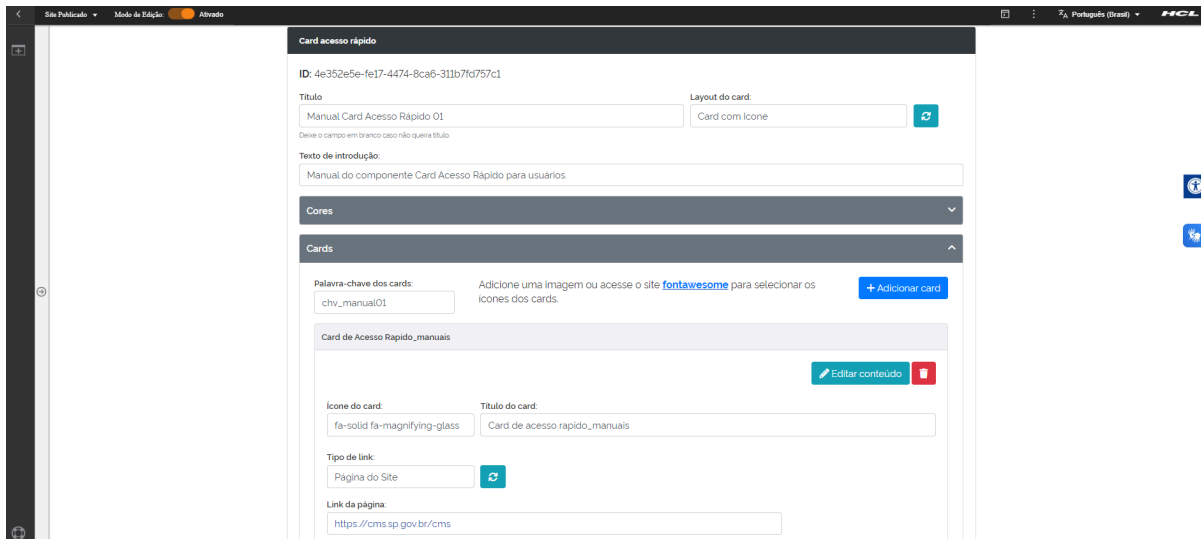 Site Publicado
Modo de Edição:
Ativado
Português (Brasil)
HCL
Card acesso rápido
ID: 4e352e5e-fe17-4474-8ca6-311b7fd757c1
Título
Layout do card:
Manual Card Acesso Rápido 01
Card com Icone
Deixe o campo em branco caso não queira título.
Texto de introdução:
Manual do componente Card Acesso Rápido para usuários.
Cores
Cards
Palavra-chave dos cards:
chv_manual01
Adicione uma imagem ou acesse o site fontawesome para selecionar os
ícones dos cards.
+ Adicionar card
Card de Acesso Rapido_manuais
Editar conteúdo
Ícone do card:
Título do card:
fa-solid fa-magnifying-glass
Card de acesso rapido_manuais
Tipo de link:
Página do Site
Link da página:
https://cms.sp.gov.br/cms